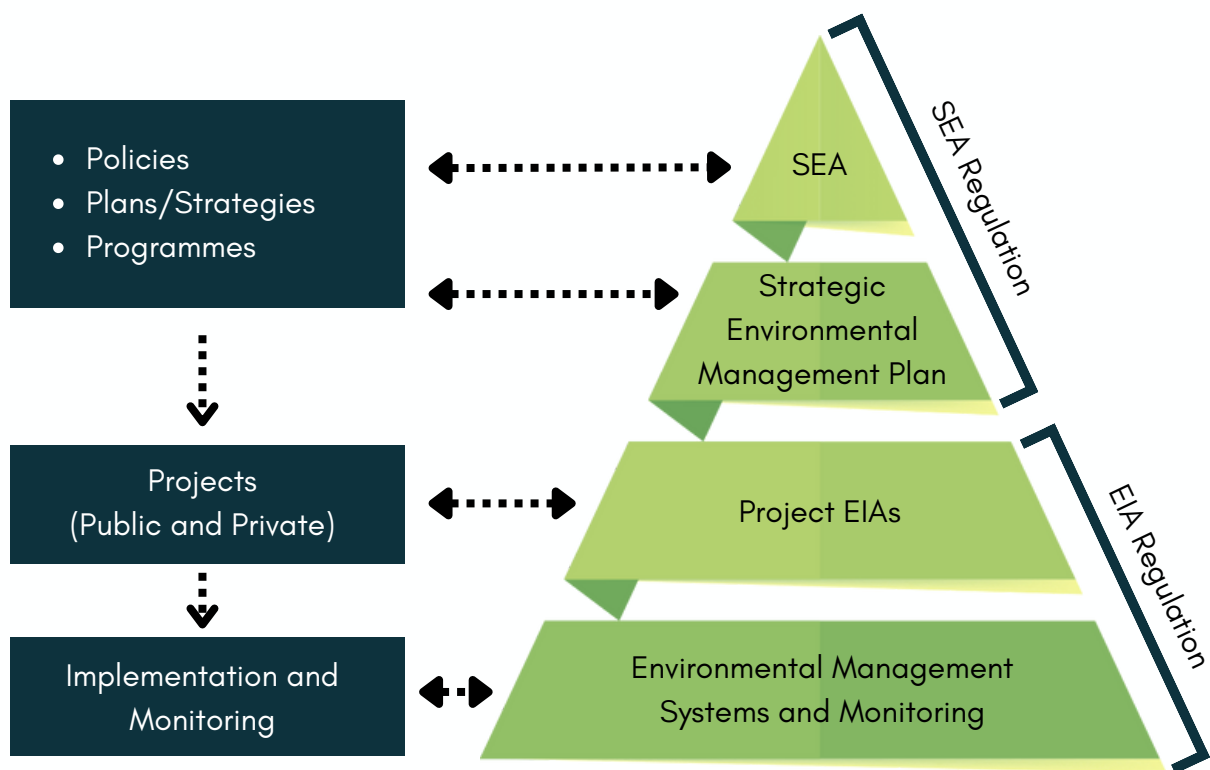 • Policies
• Plans/Strategies
• Programmes
SEA
Strategic
Environmental
Management Plan
SEA Regulation
Projects
(Public and Private)
Project EIAs
EIA Regulation
Implementation and
Monitoring
Environmental Management
Systems and Monitoring